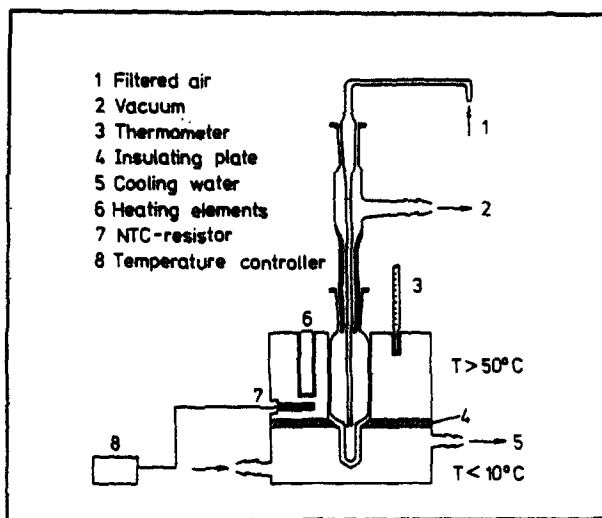 1 Filtered air
2 Vacuum
3 Thermometer
4 Insulating plate
5 Cooling water
6 Heating elements
7 NTC-resistor
8 Temperature controller
1
2
3
6
T>50°C
7
4
5
8
T<10°C